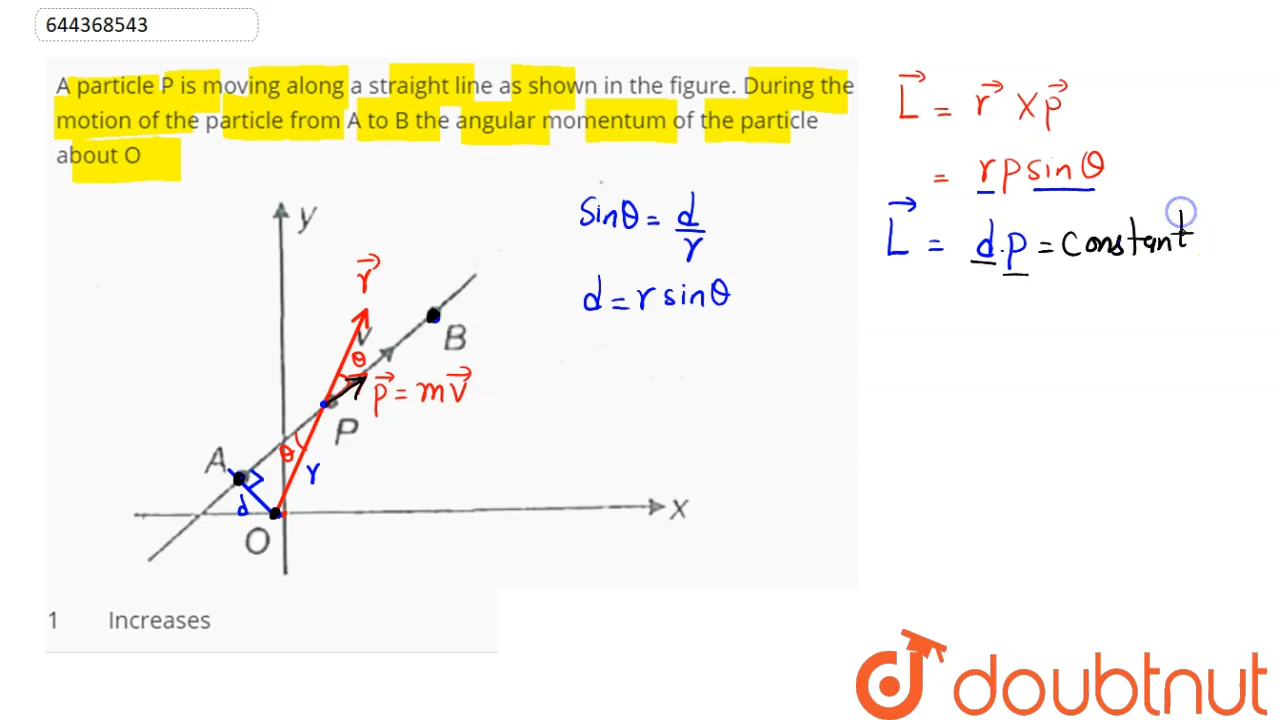 644368543
A particle P is moving along a straight line as shown in the figure. During the
motion of the particle from A to B the angular momentum of the particle
about O
L⃗ = r⃗ × p⃗
= r p sin θ
L⃗ = d.p = constant
sinθ = d/r
d = r sinθ
y
r⃗
V
θ
B
p⃗ = mv⃗
P
A
θ
r
d
x
O
1 Increases
doubtnut